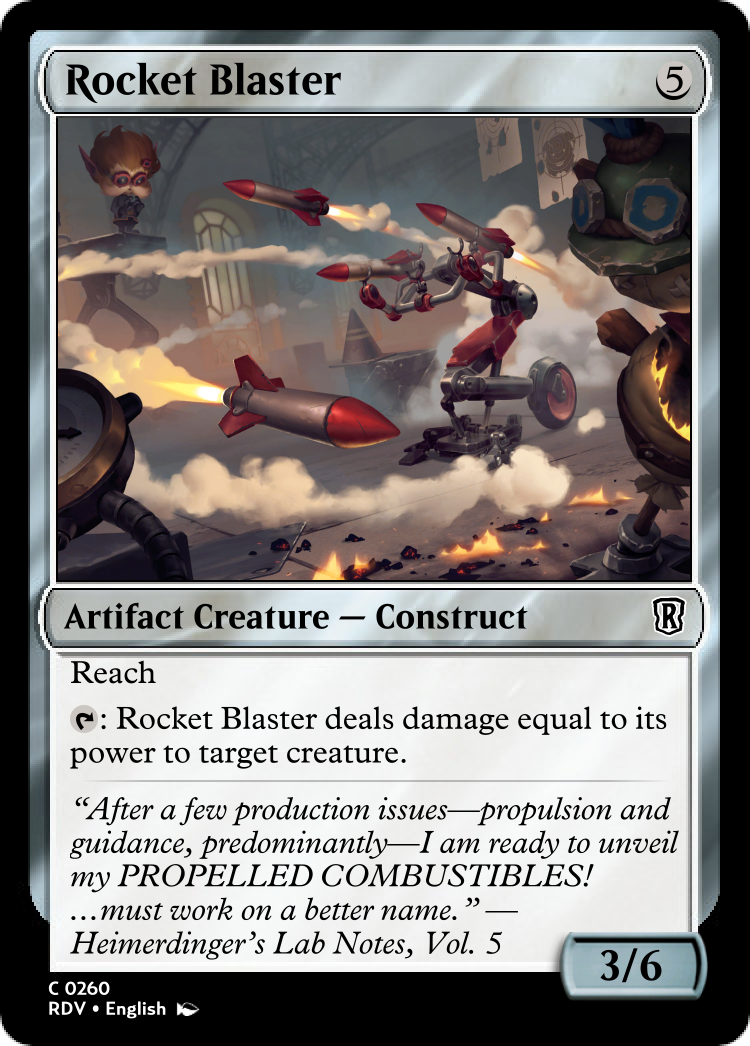 Rocket Blaster 5
Artifact Creature — Construct R
Reach
: Rocket Blaster deals damage equal to its
power to target creature.
“After a few production issues—propulsion and
guidance, predominantly—I am ready to unveil
my PROPELLED COMBUSTIBLES!
…must work on a better name.” —
Heimerdinger’s Lab Notes, Vol. 5
3/6
C 0260
RDV • English